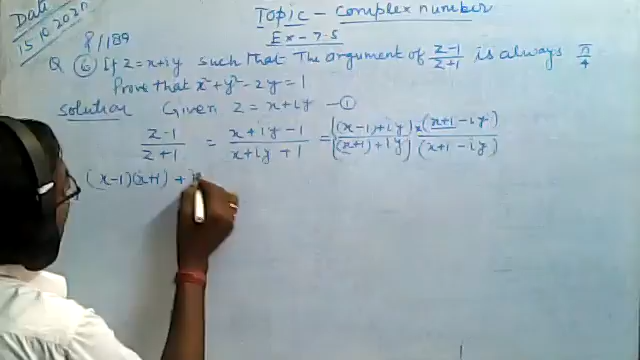 Date
15.10.2020
Topic - Complex number
Ex - 7.5
P/189
Q ⑥ If z = x+iy such that The argument of (z-1)/(z+1) is always π/4
Prove that x²+y²-2y = 1
solution Given z = x+iy -①
(z-1)/(z+1) = (x+iy-1)/(x+iy+1) = {(x-1)+iy}/{(x+1)+iy} × (x+1-iy)/(x+1-iy)
(x-1)(x+1) +